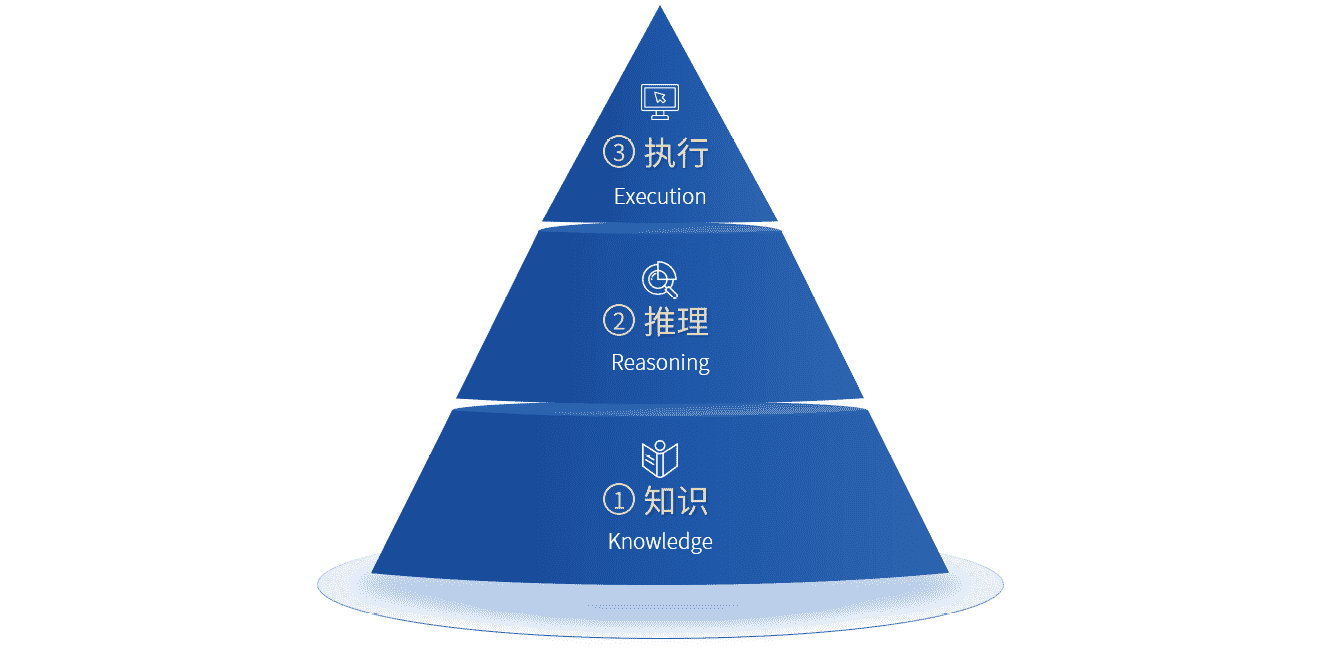 ③ 执行
Execution
② 推理
Reasoning
① 知识
Knowledge